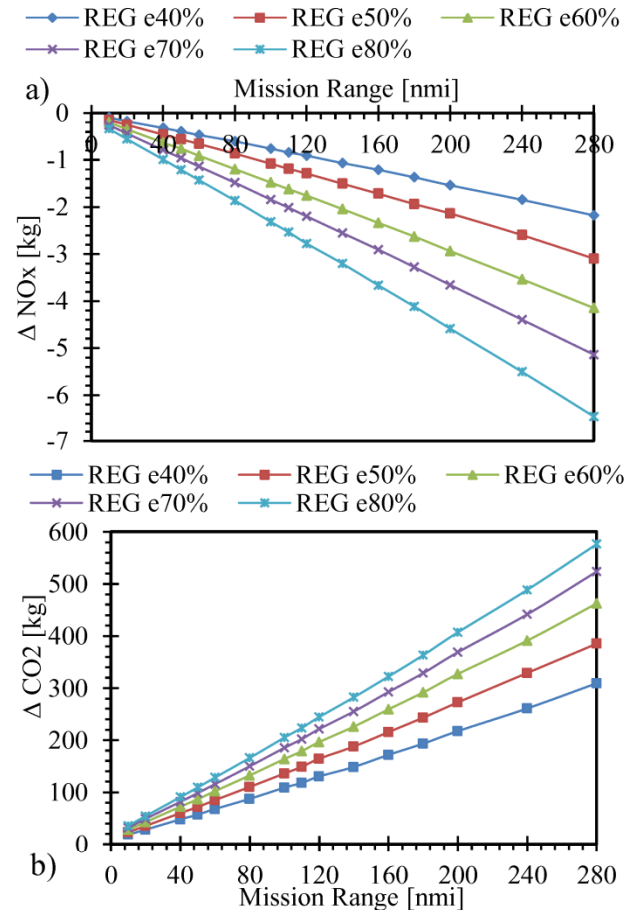 REG e40% REG e50% REG e60%
REG e70% REG e80%
a) Mission Range [nmi]
0 40 80 120 160 200 240 280
0
-1
-2
-3
-4
-5
-6
-7
Δ NOx [kg]
REG e40% REG e50% REG e60%
REG e70% REG e80%
600
500
400
300
200
100
0
Δ CO2 [kg]
0 40 80 120 160 200 240 280
b) Mission Range [nmi]